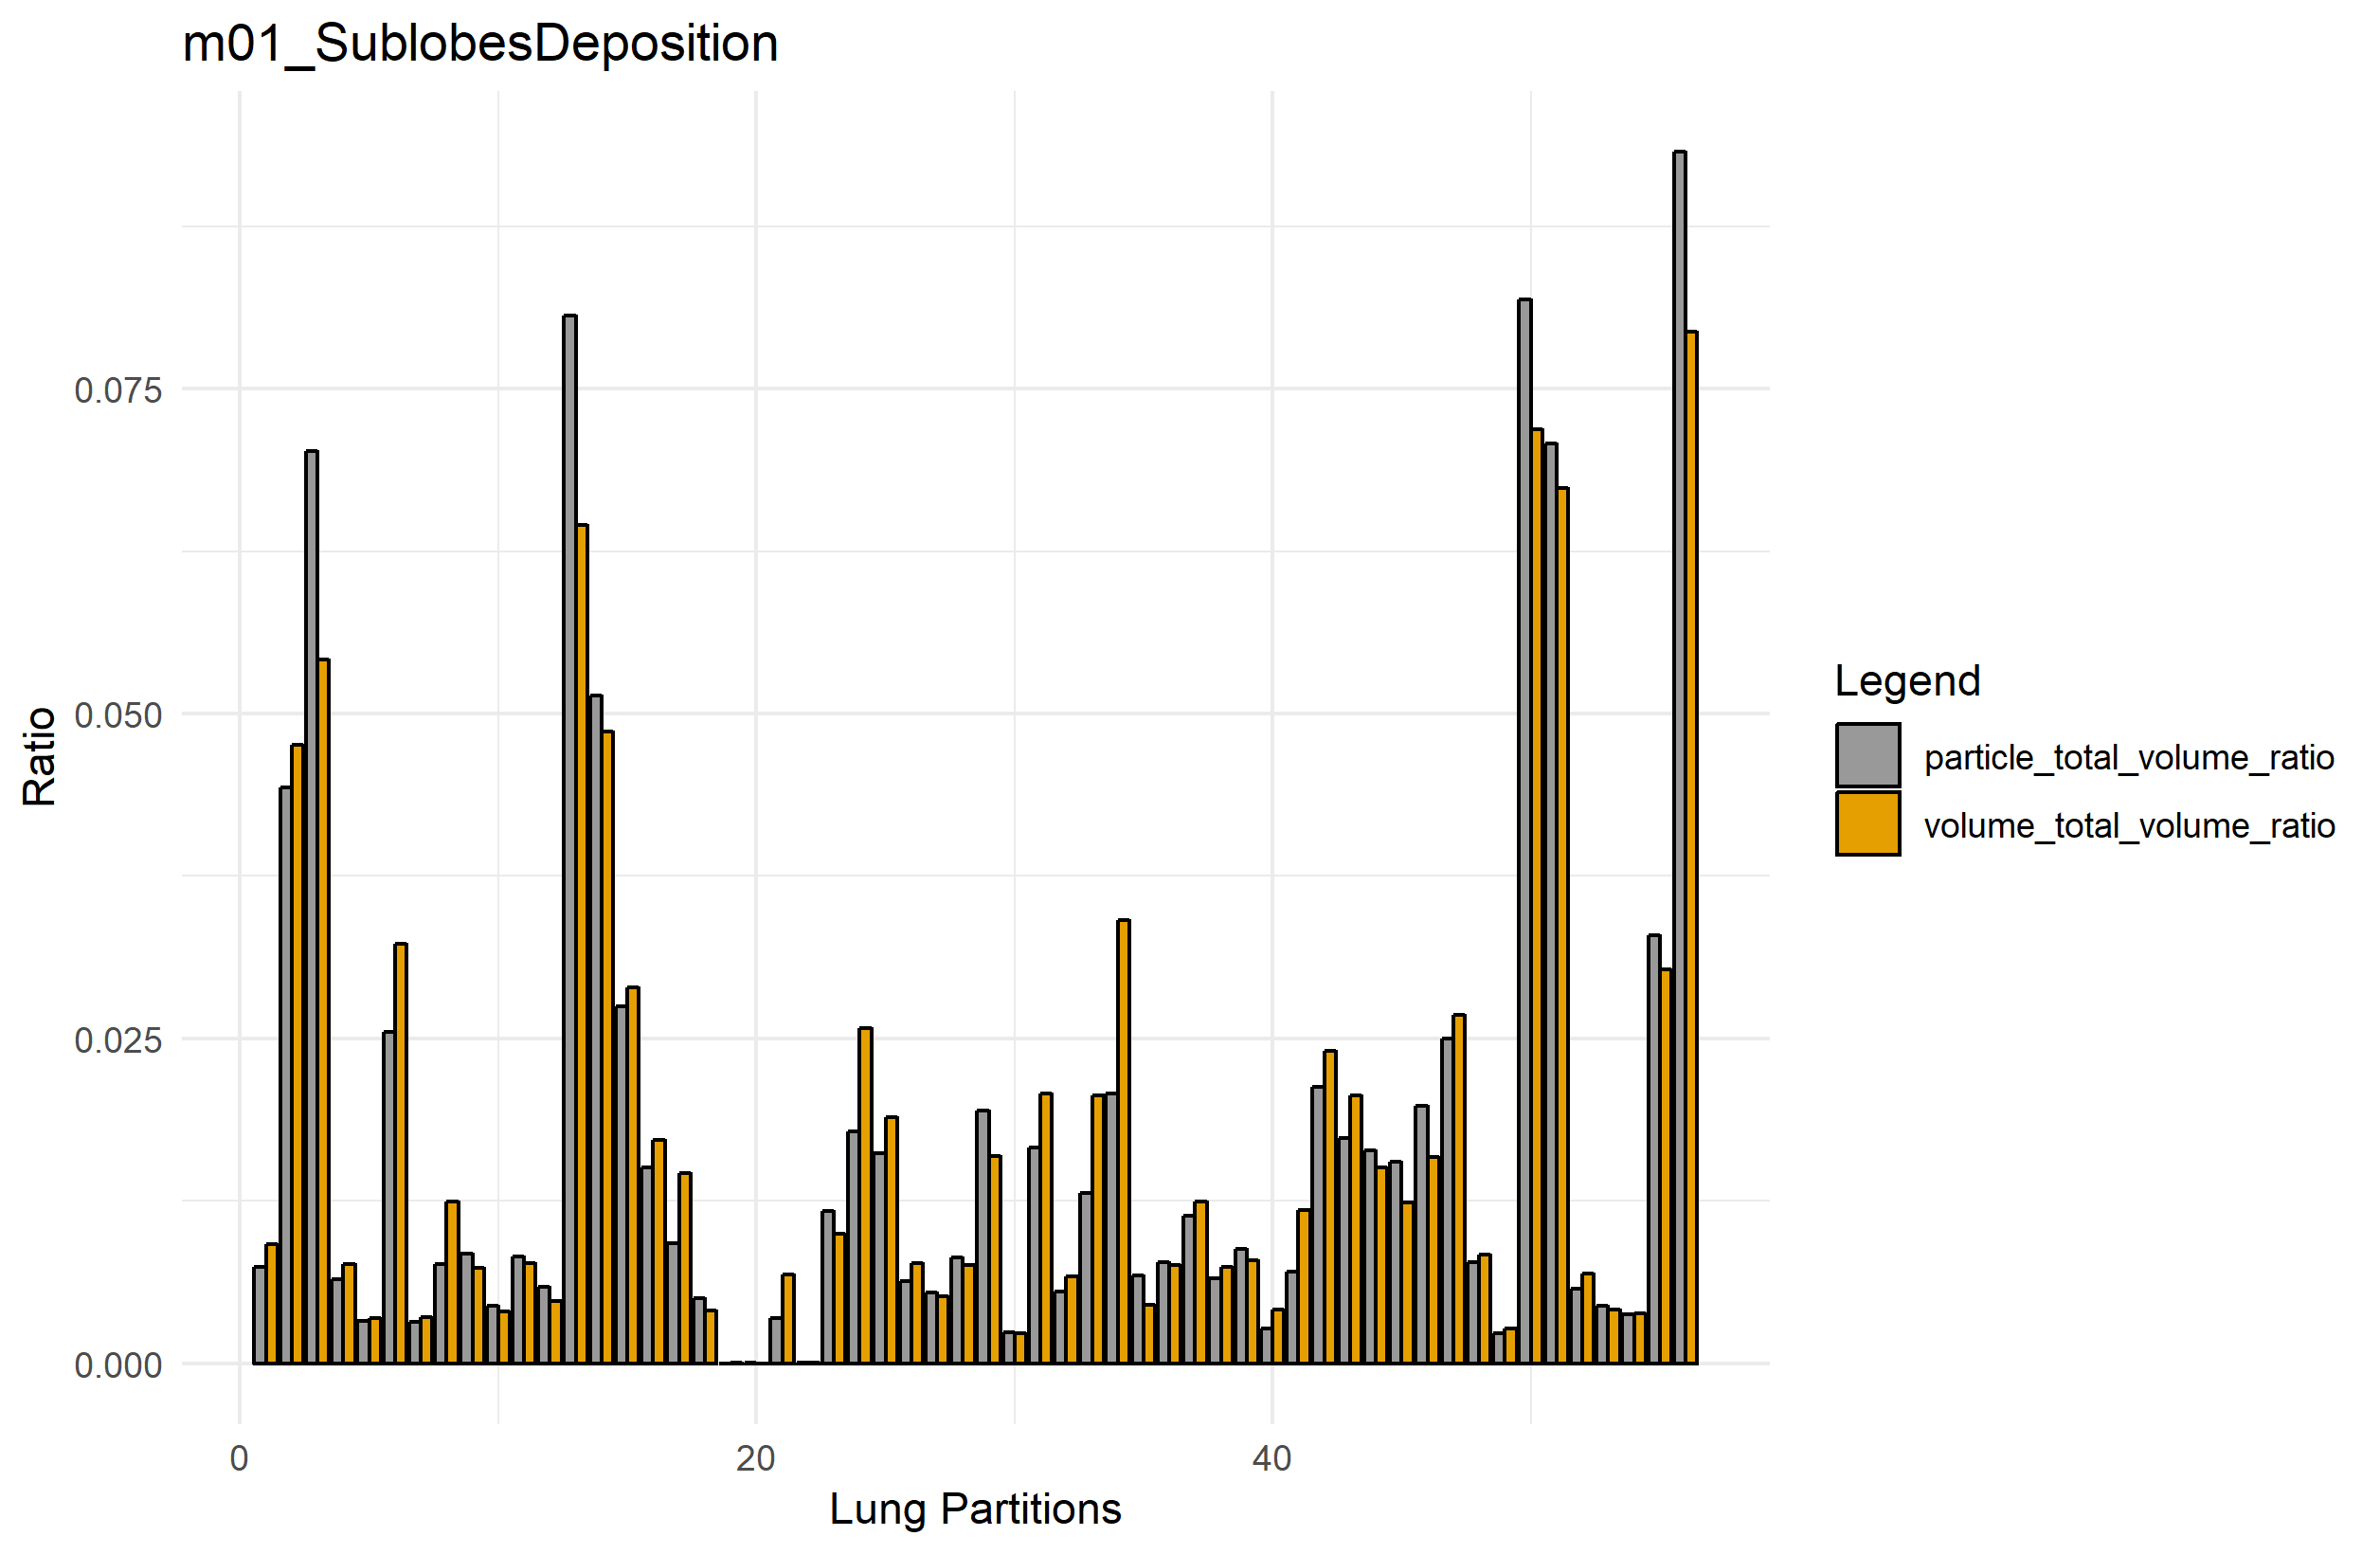 m01_SublobesDeposition
Ratio
0.075
0.050
0.025
0.000
0 20 40
Lung Partitions
Legend
particle_total_volume_ratio
volume_total_volume_ratio